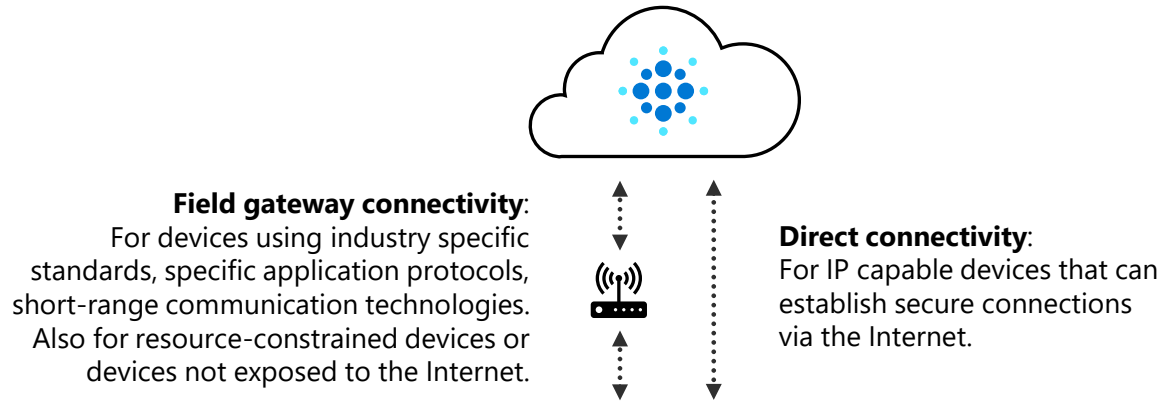 Field gateway connectivity:
For devices using industry specific
standards, specific application protocols,
short-range communication technologies.
Also for resource-constrained devices or
devices not exposed to the Internet.
Direct connectivity:
For IP capable devices that can
establish secure connections
via the Internet.